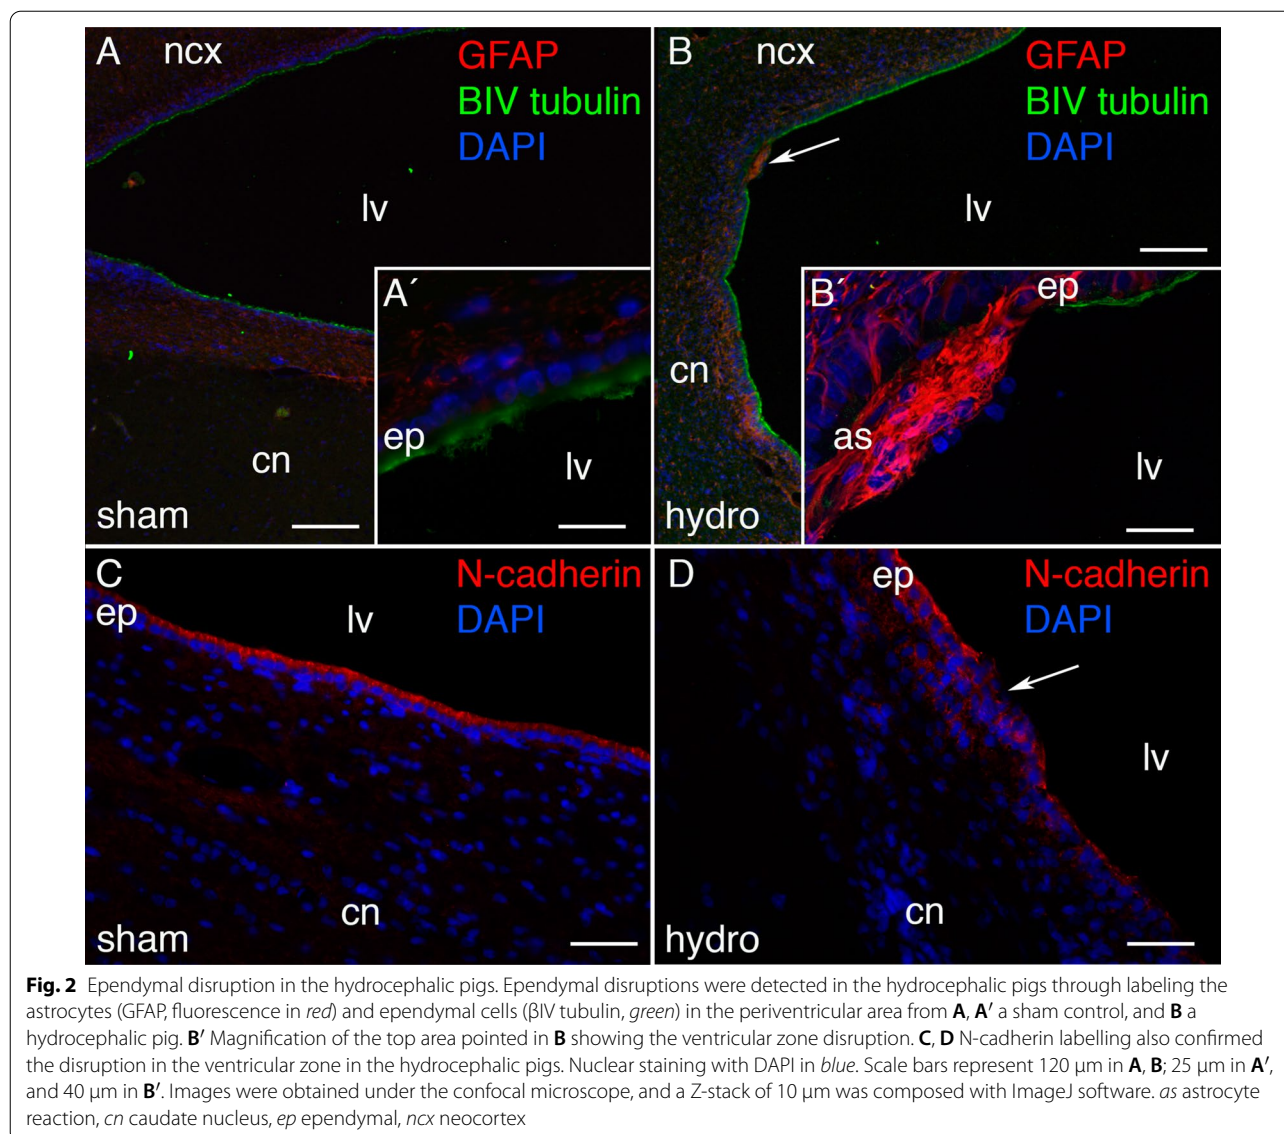 A
ncx
GFAP
BIV tubulin
DAPI
lv
cn
sham
A´
ep
lv
B
ncx
GFAP
BIV tubulin
DAPI
lv
cn
hydro
B´
ep
as
lv
C
N-cadherin
DAPI
ep
lv
cn
sham
D
N-cadherin
DAPI
ep
lv
cn
hydro
Fig. 2 Ependymal disruption in the hydrocephalic pigs. Ependymal disruptions were detected in the hydrocephalic pigs through labeling the
astrocytes (GFAP, fluorescence in red) and ependymal cells (βIV tubulin, green) in the periventricular area from A, A′ a sham control, and B a
hydrocephalic pig. B′ Magnification of the top area pointed in B showing the ventricular zone disruption. C, D N-cadherin labelling also confirmed
the disruption in the ventricular zone in the hydrocephalic pigs. Nuclear staining with DAPI in blue. Scale bars represent 120 μm in A, B; 25 μm in A′,
and 40 μm in B′. Images were obtained under the confocal microscope, and a Z-stack of 10 μm was composed with ImageJ software. as astrocyte
reaction, cn caudate nucleus, ep ependymal, ncx neocortex